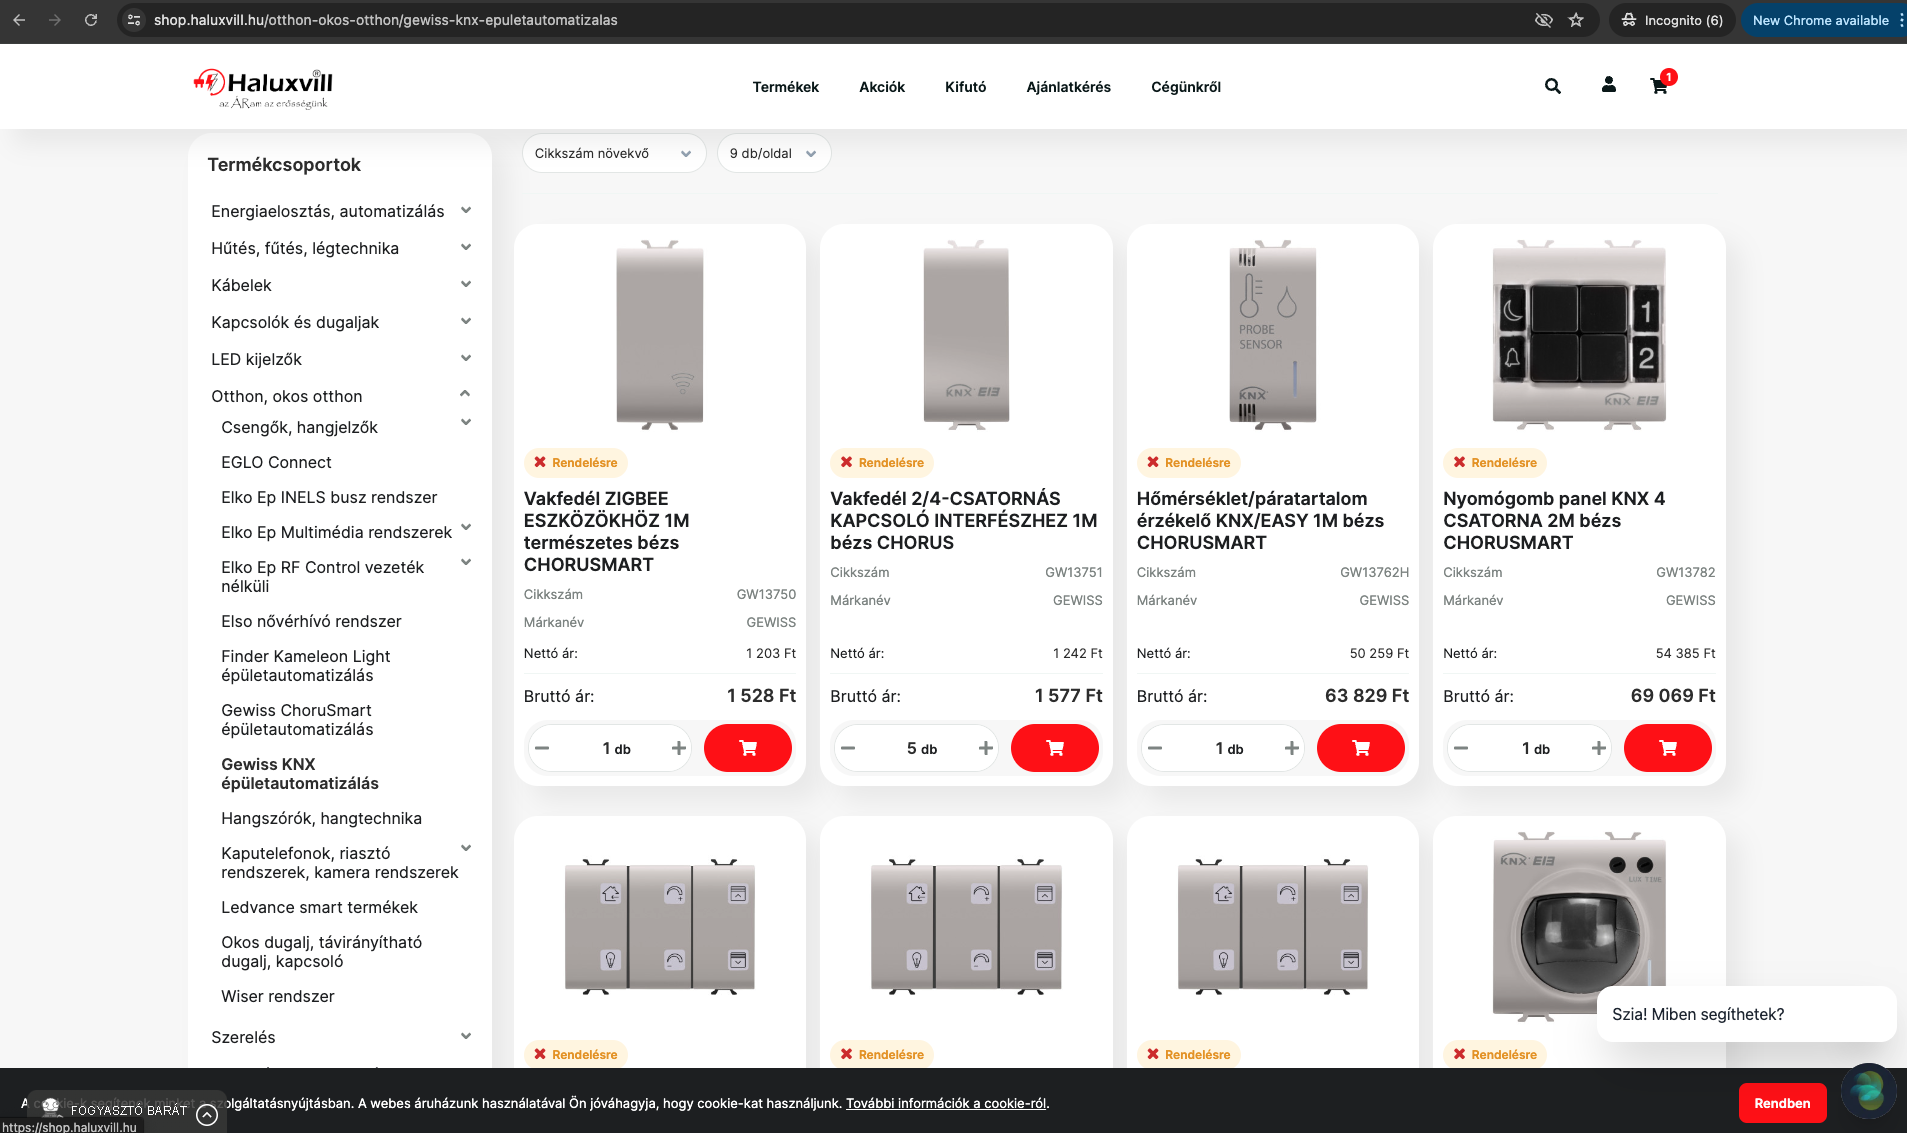 shop.haluxvill.hu/otthon-okos-otthon/gewiss-knx-epuletautomatizalas
Incognito (6)
New Chrome available
Haluxvill®
az ÁRam az erősségünk
Termékek
Akciók
Kifutó
Ajánlatkérés
Cégünkről
1
Termékcsoportok
Energiaelosztás, automatizálás
Hűtés, fűtés, légtechnika
Kábelek
Kapcsolók és dugaljak
LED kijelzők
Otthon, okos otthon
Csengők, hangjelzők
EGLO Connect
Elko Ep INELS busz rendszer
Elko Ep Multimédia rendszerek
Elko Ep RF Control vezeték
nélküli
Elso nővérhívó rendszer
Finder Kameleon Light
épületautomatizálás
Gewiss ChoruSmart
épületautomatizálás
Gewiss KNX
épületautomatizálás
Hangszórók, hangtechnika
Kaputelefonok, riasztó
rendszerek, kamera rendszerek
Ledvance smart termékek
Okos dugalj, távirányítható
dugalj, kapcsoló
Wiser rendszer
Szerelés
Cikkszám növekvő
9 db/oldal
Rendelésre
Vakfedél ZIGBEE
ESZKÖZÖKHÖZ 1M
természetes bézs
CHORUSMART
Cikkszám GW13750
Márkanév GEWISS
Nettó ár: 1 203 Ft
Bruttó ár: 1 528 Ft
1 db
KNX EIB
Rendelésre
Vakfedél 2/4-CSATORNÁS
KAPCSOLÓ INTERFÉSZHEZ 1M
bézs CHORUS
Cikkszám GW13751
Márkanév GEWISS
Nettó ár: 1 242 Ft
Bruttó ár: 1 577 Ft
5 db
PROBE
SENSOR
KNX
Rendelésre
Hőmérséklet/páratartalom
érzékelő KNX/EASY 1M bézs
CHORUSMART
Cikkszám GW13762H
Márkanév GEWISS
Nettó ár: 50 259 Ft
Bruttó ár: 63 829 Ft
1 db
1
2
KNX EIB
Rendelésre
Nyomógomb panel KNX 4
CSATORNA 2M bézs
CHORUSMART
Cikkszám GW13782
Márkanév GEWISS
Nettó ár: 54 385 Ft
Bruttó ár: 69 069 Ft
1 db
Rendelésre
Rendelésre
Rendelésre
KNX EIB
LUX TIME
Rendelésre
Szia! Miben segíthetek?
A cookie-k segítenek minket a szolgáltatásnyújtásban. A webes áruházunk használatával Ön jóváhagyja, hogy cookie-kat használjunk. További információk a cookie-ról.
Rendben
FOGYASZTÓ BARÁT
https://shop.haluxvill.hu